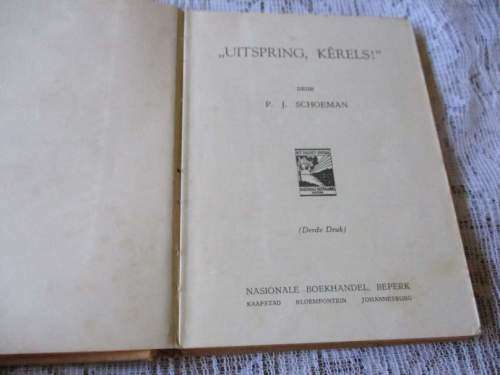 „UITSPRING, KÊRELS!"
DEUR
P. J. SCHOEMAN
(Derde Druk)
NASIONALE BOEKHANDEL, BEPERK
KAAPSTAD BLOEMFONTEIN JOHANNESBURG